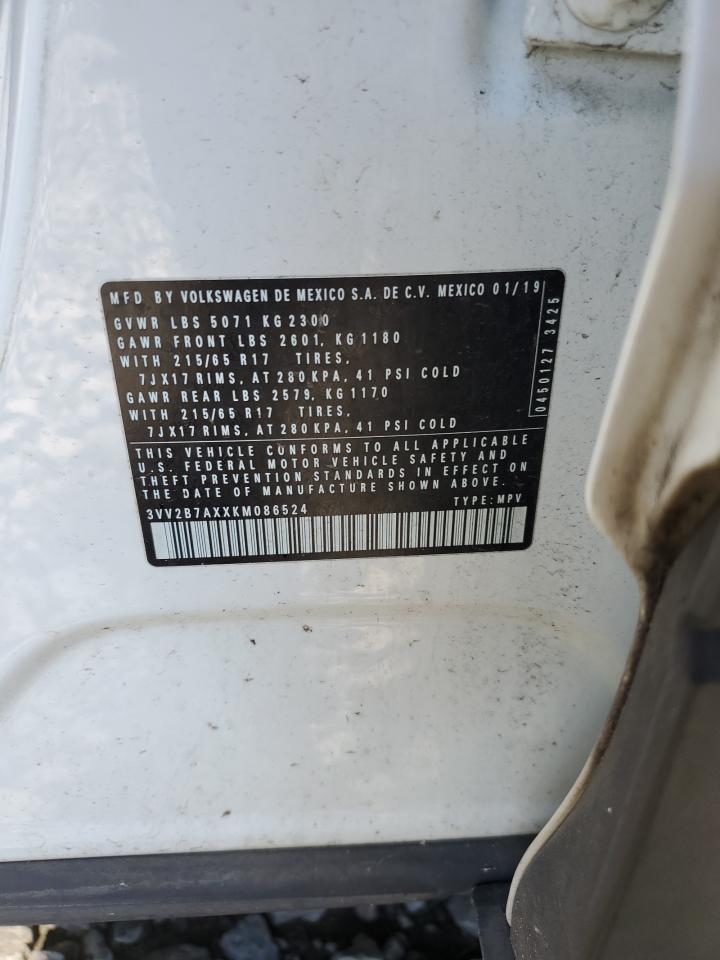 MFD BY VOLKSWAGEN DE MEXICO S.A. DE C.V. MEXICO 01/19
GVWR LBS 5071 KG 2300
GAWR FRONT LBS 2601, KG 1180
WITH 215/65 R17 TIRES,
7JX17 RIMS, AT 280 KPA, 41 PSI COLD
GAWR REAR LBS 2579, KG 1170
WITH 215/65 R17 TIRES,
7JX17 RIMS, AT 280 KPA, 41 PSI COLD
0450127 3425
THIS VEHICLE CONFORMS TO ALL APPLICABLE
U.S. FEDERAL MOTOR VEHICLE SAFETY AND
THEFT PREVENTION STANDARDS IN EFFECT ON
THE DATE OF MANUFACTURE SHOWN ABOVE.
3VV2B7AXXKM086524 TYPE: MPV